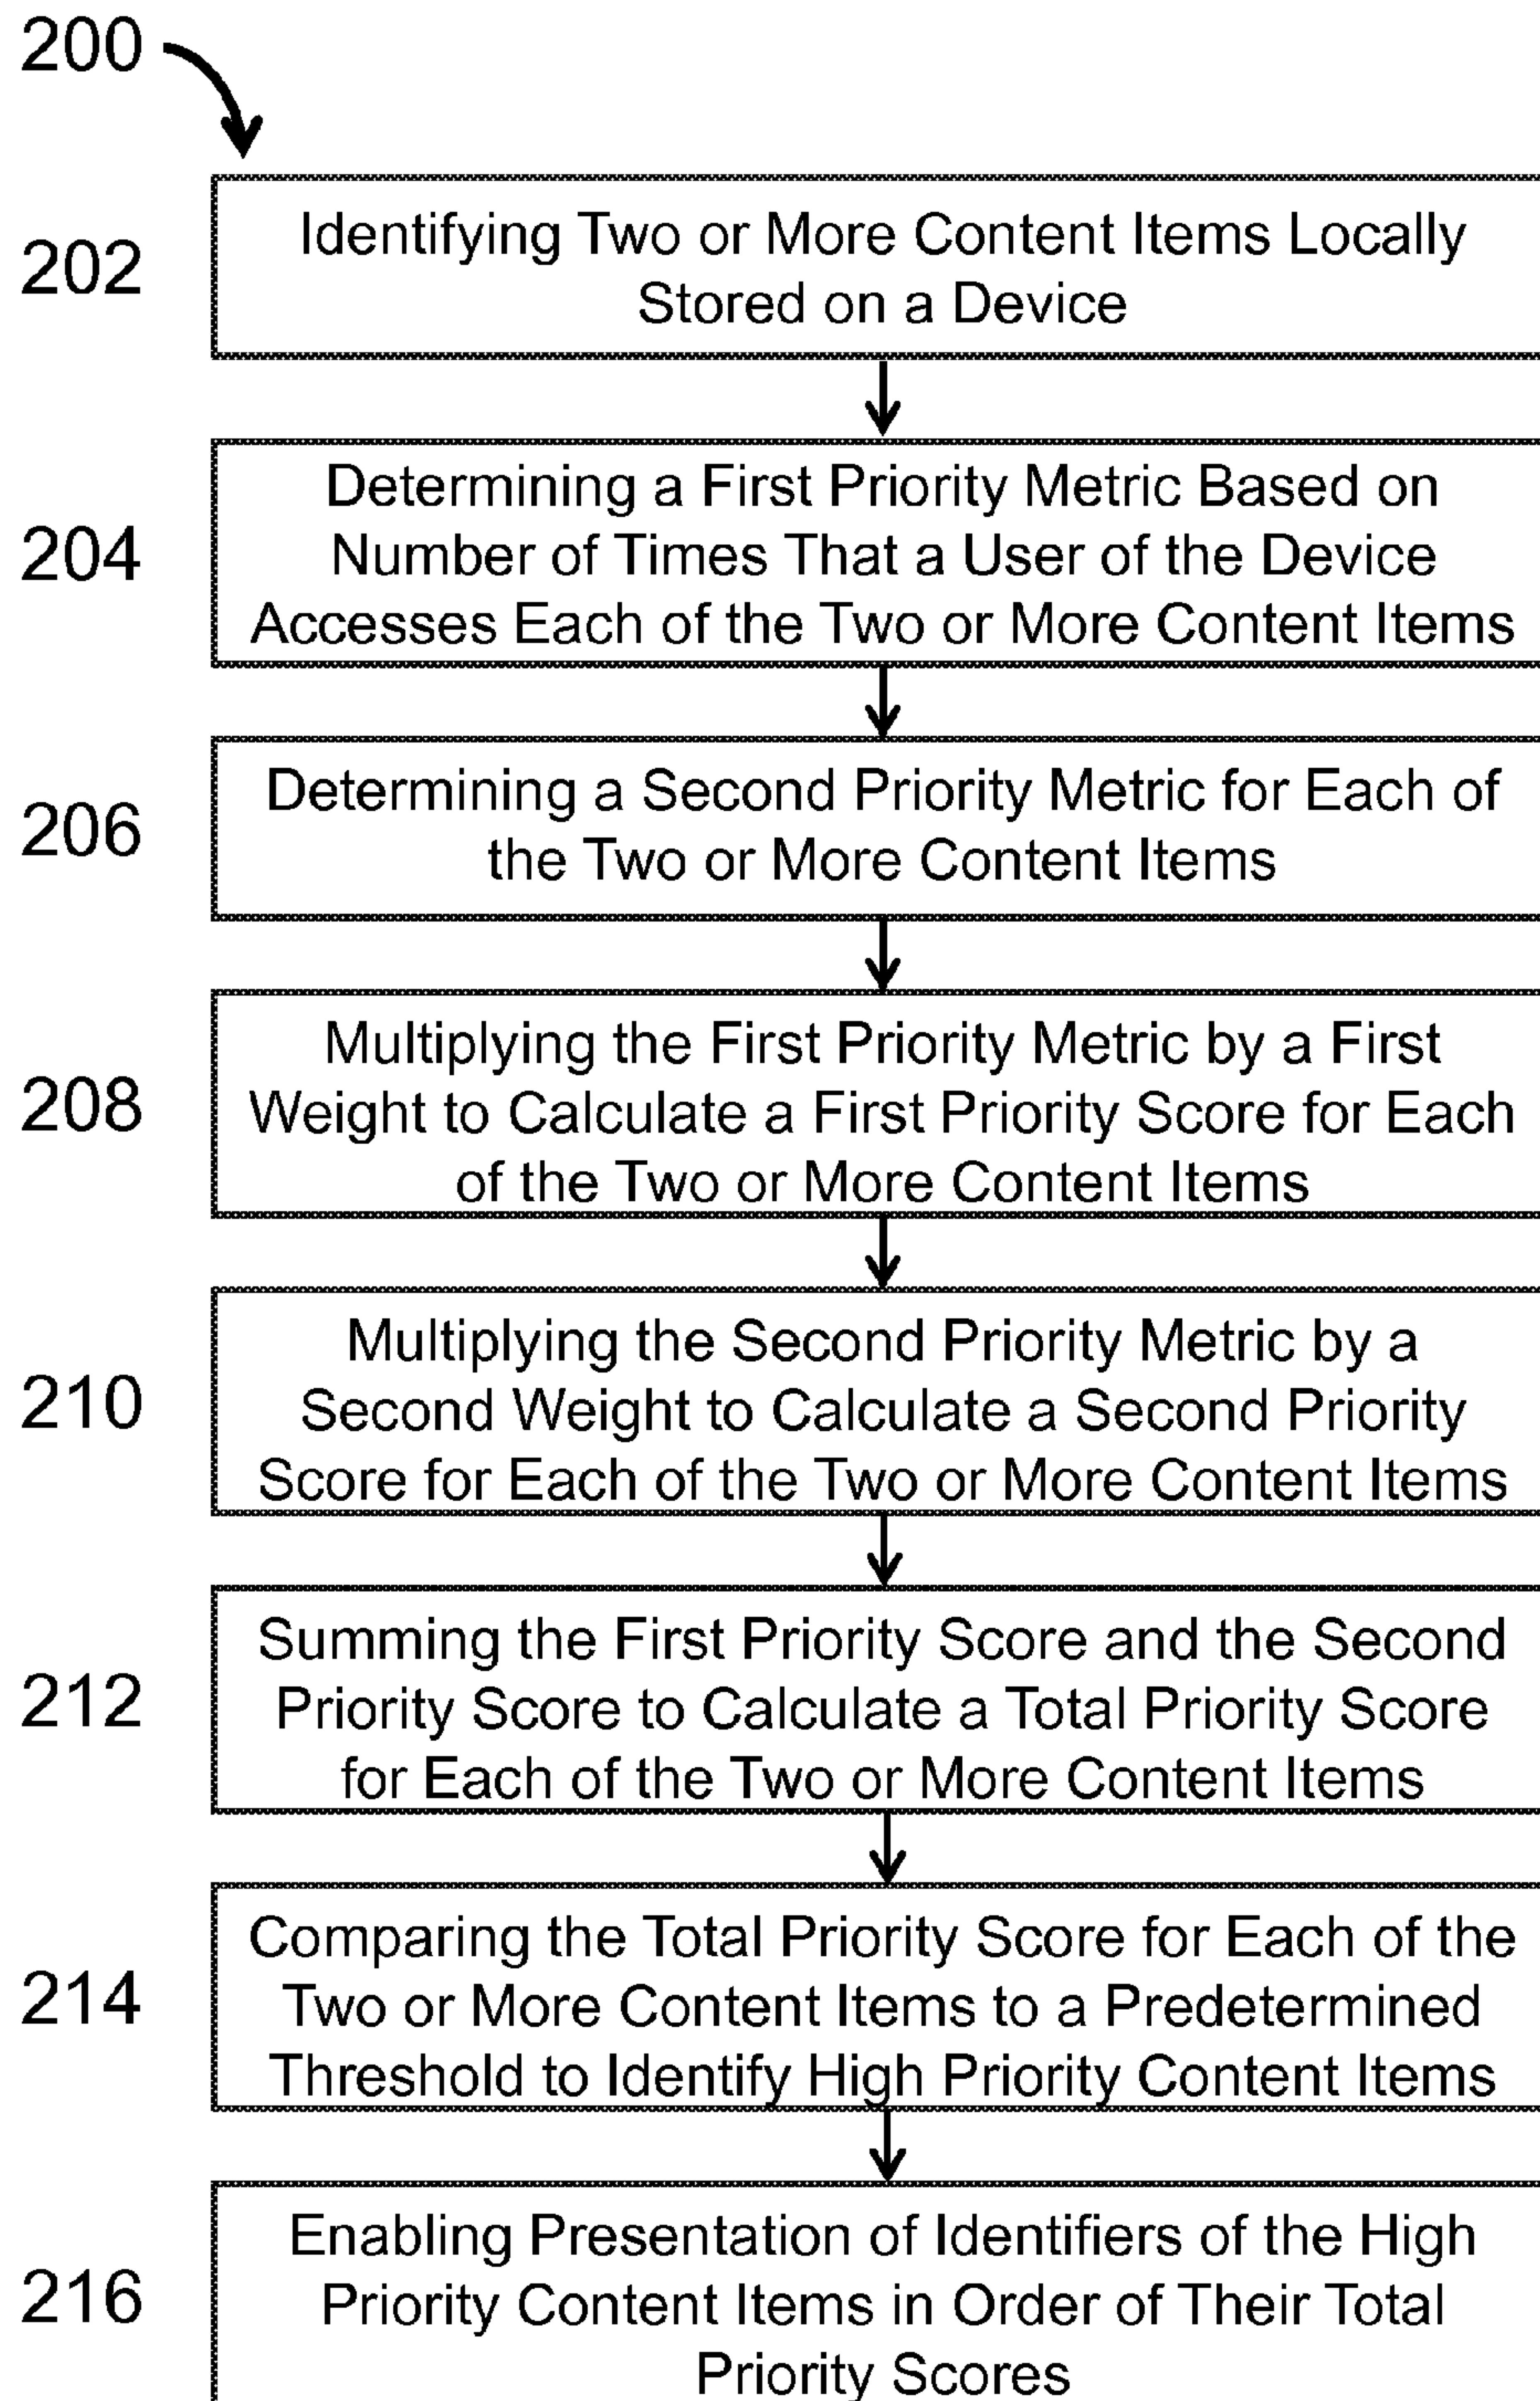 200
202
Identifying Two or More Content Items Locally
Stored on a Device
204
Determining a First Priority Metric Based on
Number of Times That a User of the Device
Accesses Each of the Two or More Content Items
206
Determining a Second Priority Metric for Each of
the Two or More Content Items
208
Multiplying the First Priority Metric by a First
Weight to Calculate a First Priority Score for Each
of the Two or More Content Items
210
Multiplying the Second Priority Metric by a
Second Weight to Calculate a Second Priority
Score for Each of the Two or More Content Items
212
Summing the First Priority Score and the Second
Priority Score to Calculate a Total Priority Score
for Each of the Two or More Content Items
214
Comparing the Total Priority Score for Each of the
Two or More Content Items to a Predetermined
Threshold to Identify High Priority Content Items
216
Enabling Presentation of Identifiers of the High
Priority Content Items in Order of Their Total
Priority Scores